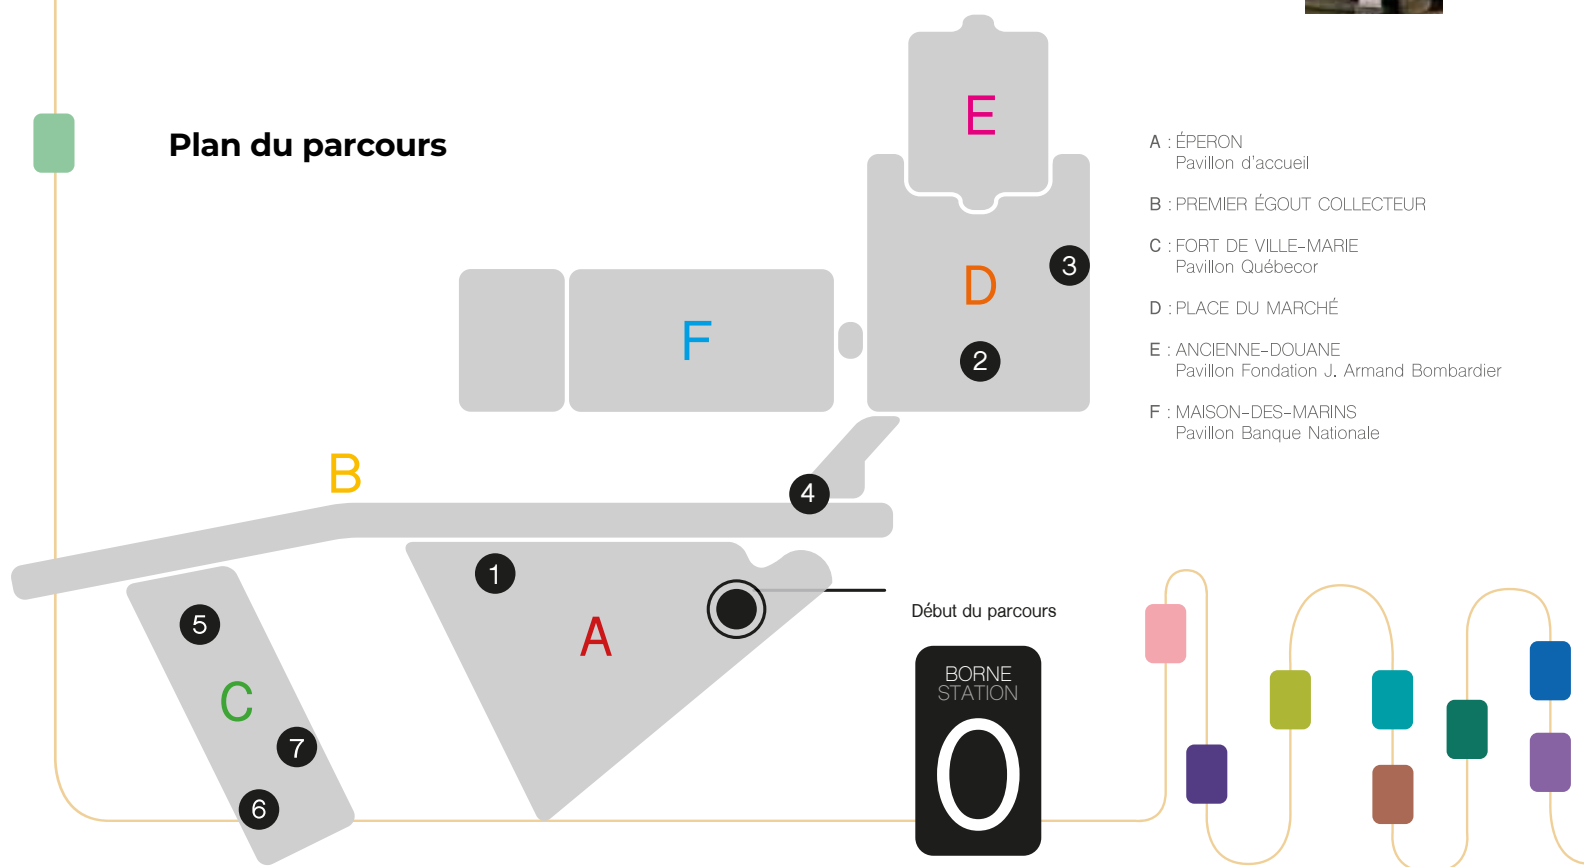 Plan du parcours
E
D
3
2
F
B
4
1
A
5
C
7
6
A : ÉPERON
Pavillon d'accueil
B : PREMIER ÉGOUT COLLECTEUR
C : FORT DE VILLE-MARIE
Pavillon Québecor
D : PLACE DU MARCHÉ
E : ANCIENNE-DOUANE
Pavillon Fondation J. Armand Bombardier
F : MAISON-DES-MARINS
Pavillon Banque Nationale
Début du parcours
BORNE
STATION
0